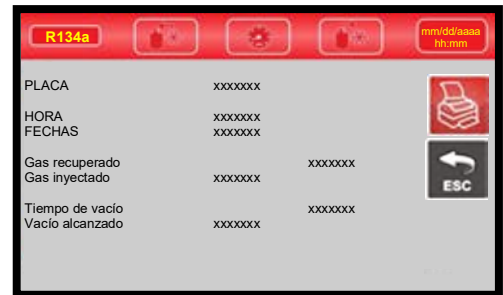 R134a
mm/dd/aaaa
hh:mm
PLACA xxxxxxx
HORA xxxxxxx
FECHAS xxxxxxx
Gas recuperado xxxxxxx
Gas inyectado xxxxxxx
Tiempo de vacío xxxxxxx
Vacío alcanzado xxxxxxx
ESC